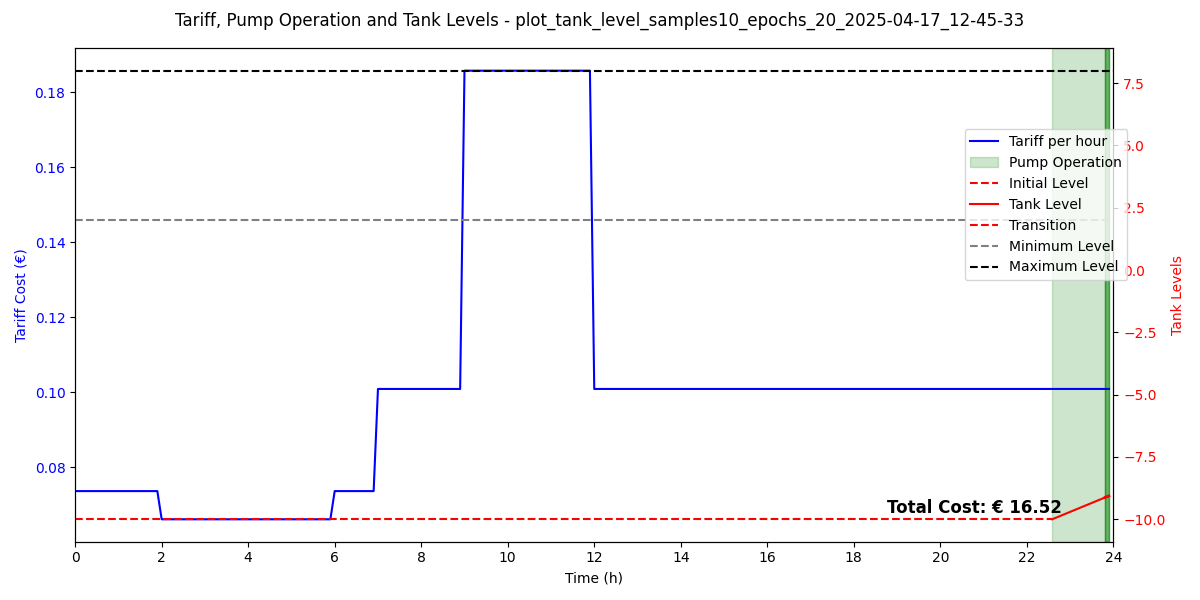 Tariff, Pump Operation and Tank Levels - plot_tank_level_samples10_epochs_20_2025-04-17_12-45-33
0.18
0.16
0.14
0.12
0.10
0.08
Tariff Cost (€)
7.5
5.0
2.5
0.0
−2.5
−5.0
−7.5
−10.0
Tank Levels
Tariff per hour
Pump Operation
Initial Level
Tank Level
Transition
Minimum Level
Maximum Level
Total Cost: € 16.52
0 2 4 6 8 10 12 14 16 18 20 22 24
Time (h)